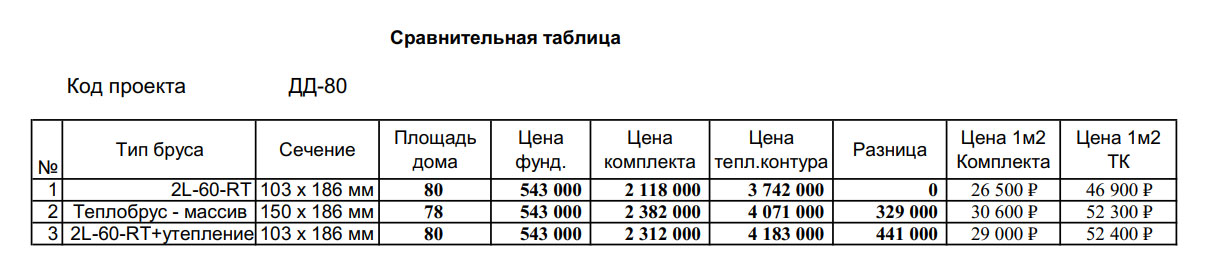 Сравнительная таблица
Код проекта ДД-80
№ Тип бруса Сечение Площадь дома Цена фунд. Цена комплекта Цена тепл.контура Разница Цена 1м2 Комплекта Цена 1м2 ТК
1 2L-60-RT 103 х 186 мм 80 543 000 2 118 000 3 742 000 0 26 500 ₽ 46 900 ₽
2 Теплобрус - массив 150 х 186 мм 78 543 000 2 382 000 4 071 000 329 000 30 600 ₽ 52 300 ₽
3 2L-60-RT+утепление 103 х 186 мм 80 543 000 2 312 000 4 183 000 441 000 29 000 ₽ 52 400 ₽